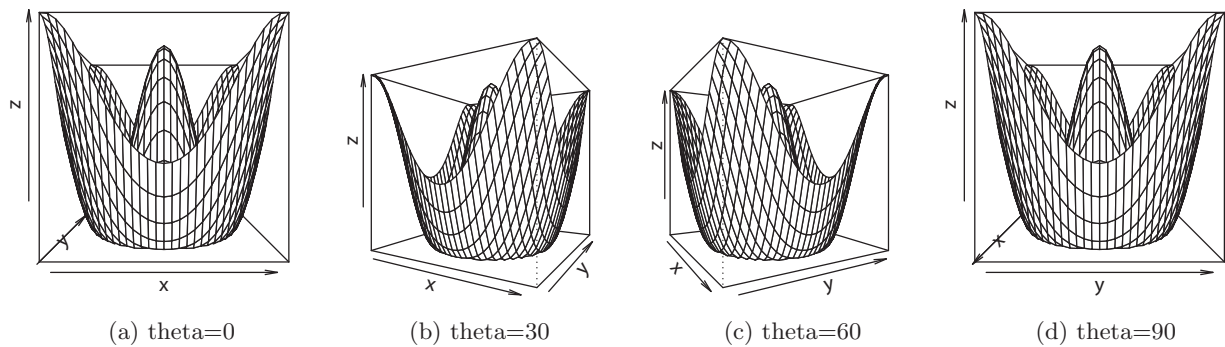 z
y
x
(a) theta=0
z
x
y
(b) theta=30
z
x
y
(c) theta=60
z
x
y
(d) theta=90